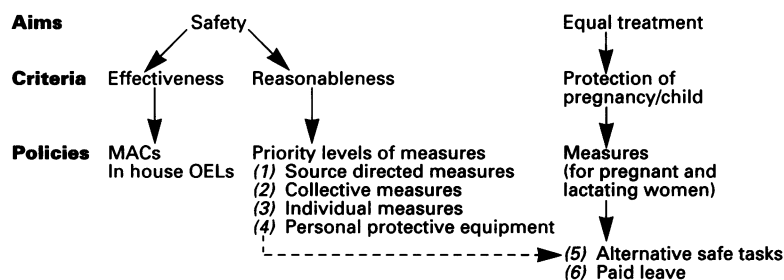 Aims Safety Equal treatment
Criteria Effectiveness Reasonableness Protection of
pregnancy/child
Policies MACs Priority levels of measures Measures
In house OELs (1) Source directed measures (for pregnant and
(2) Collective measures lactating women)
(3) Individual measures
(4) Personal protective equipment
(5) Alternative safe tasks
(6) Paid leave